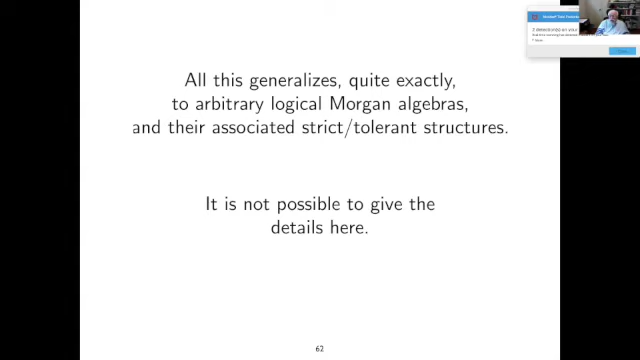 All this generalizes, quite exactly,
to arbitrary logical Morgan algebras,
and their associated strict/tolerant structures.
It is not possible to give the
details here.
62